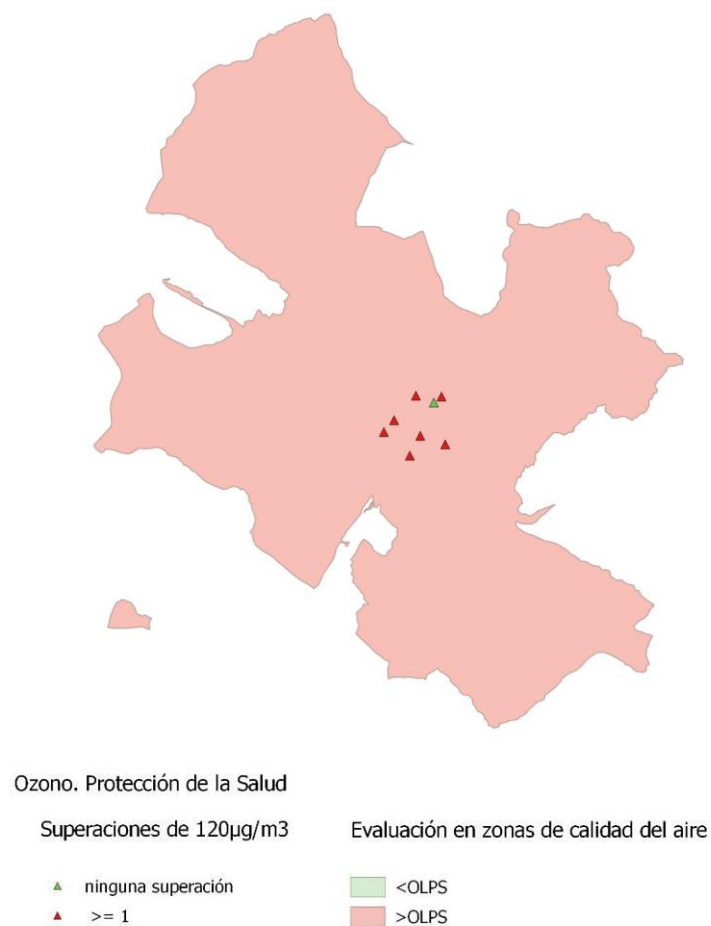 Ozono. Protección de la Salud
Superaciones de 120µg/m3
Evaluación en zonas de calidad del aire
ninguna superación
<OLPS
>= 1
>OLPS